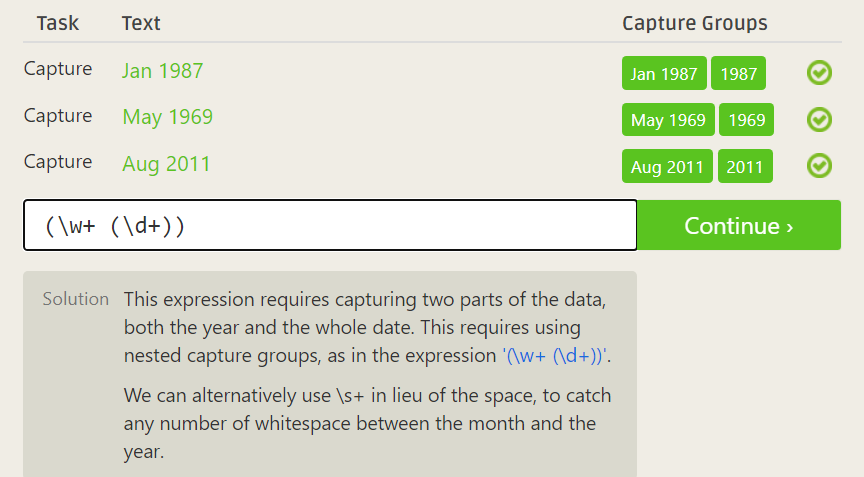 Task Text Capture Groups
Capture Jan 1987 Jan 1987 1987
Capture May 1969 May 1969 1969
Capture Aug 2011 Aug 2011 2011
(\w+ (\d+)) Continue ›
Solution This expression requires capturing two parts of the data,
both the year and the whole date. This requires using
nested capture groups, as in the expression '(\w+ (\d+))'.
We can alternatively use \s+ in lieu of the space, to catch
any number of whitespace between the month and the
year.